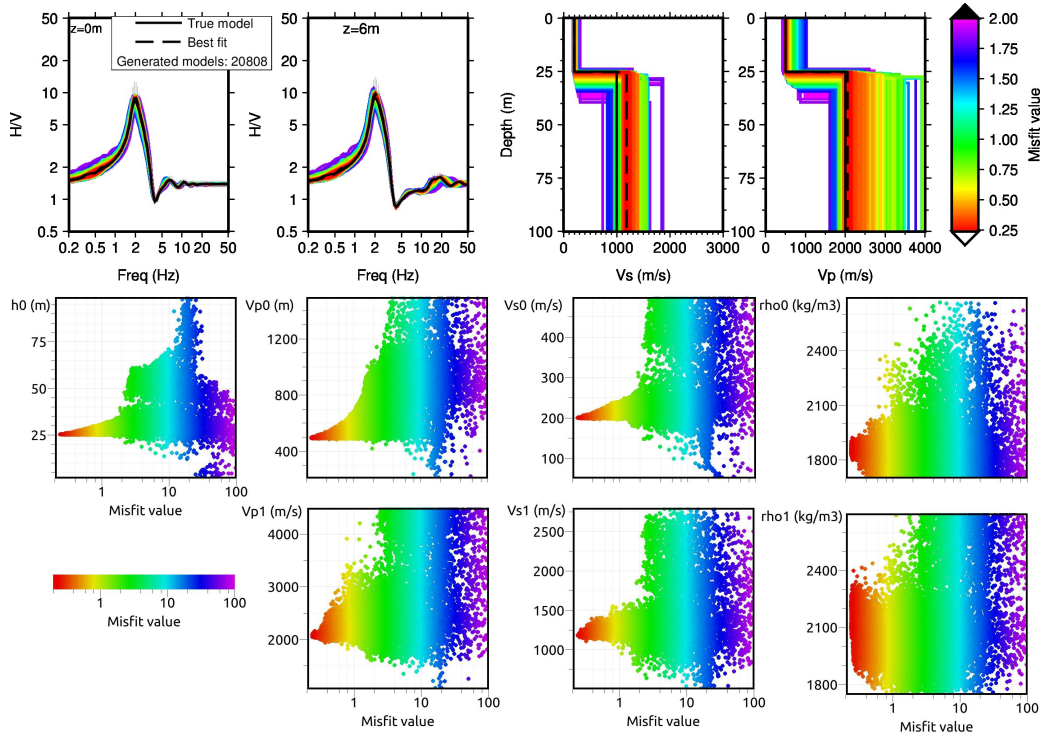 50
20
10
5
2
1
0.5
H/V
z=0m
True model
Best fit
Generated models: 20808
0.2 0.5 1 2 5 10 20 50
Freq (Hz)
50
20
10
5
2
1
0.5
H/V
z=6m
0.2 0.5 1 2 5 10 20 50
Freq (Hz)
0
25
50
75
100
Depth (m)
0 1000 2000 3000
Vs (m/s)
0
25
50
75
100
0 1000 2000 3000 4000
Vp (m/s)
2.00
1.75
1.50
1.25
1.00
0.75
0.50
0.25
Misfit value
h0 (m)
75
50
25
1 10 100
Misfit value
Vp0 (m)
1200
800
400
Vs0 (m/s)
400
300
200
100
rho0 (kg/m3)
2400
2100
1800
Vp1 (m/s)
4000
3000
2000
1 10 100
Misfit value
Vs1 (m/s)
2500
2000
1500
1000
1 10 100
Misfit value
rho1 (kg/m3)
2400
2100
1800
1 10 100
Misfit value
1 10 100
Misfit value